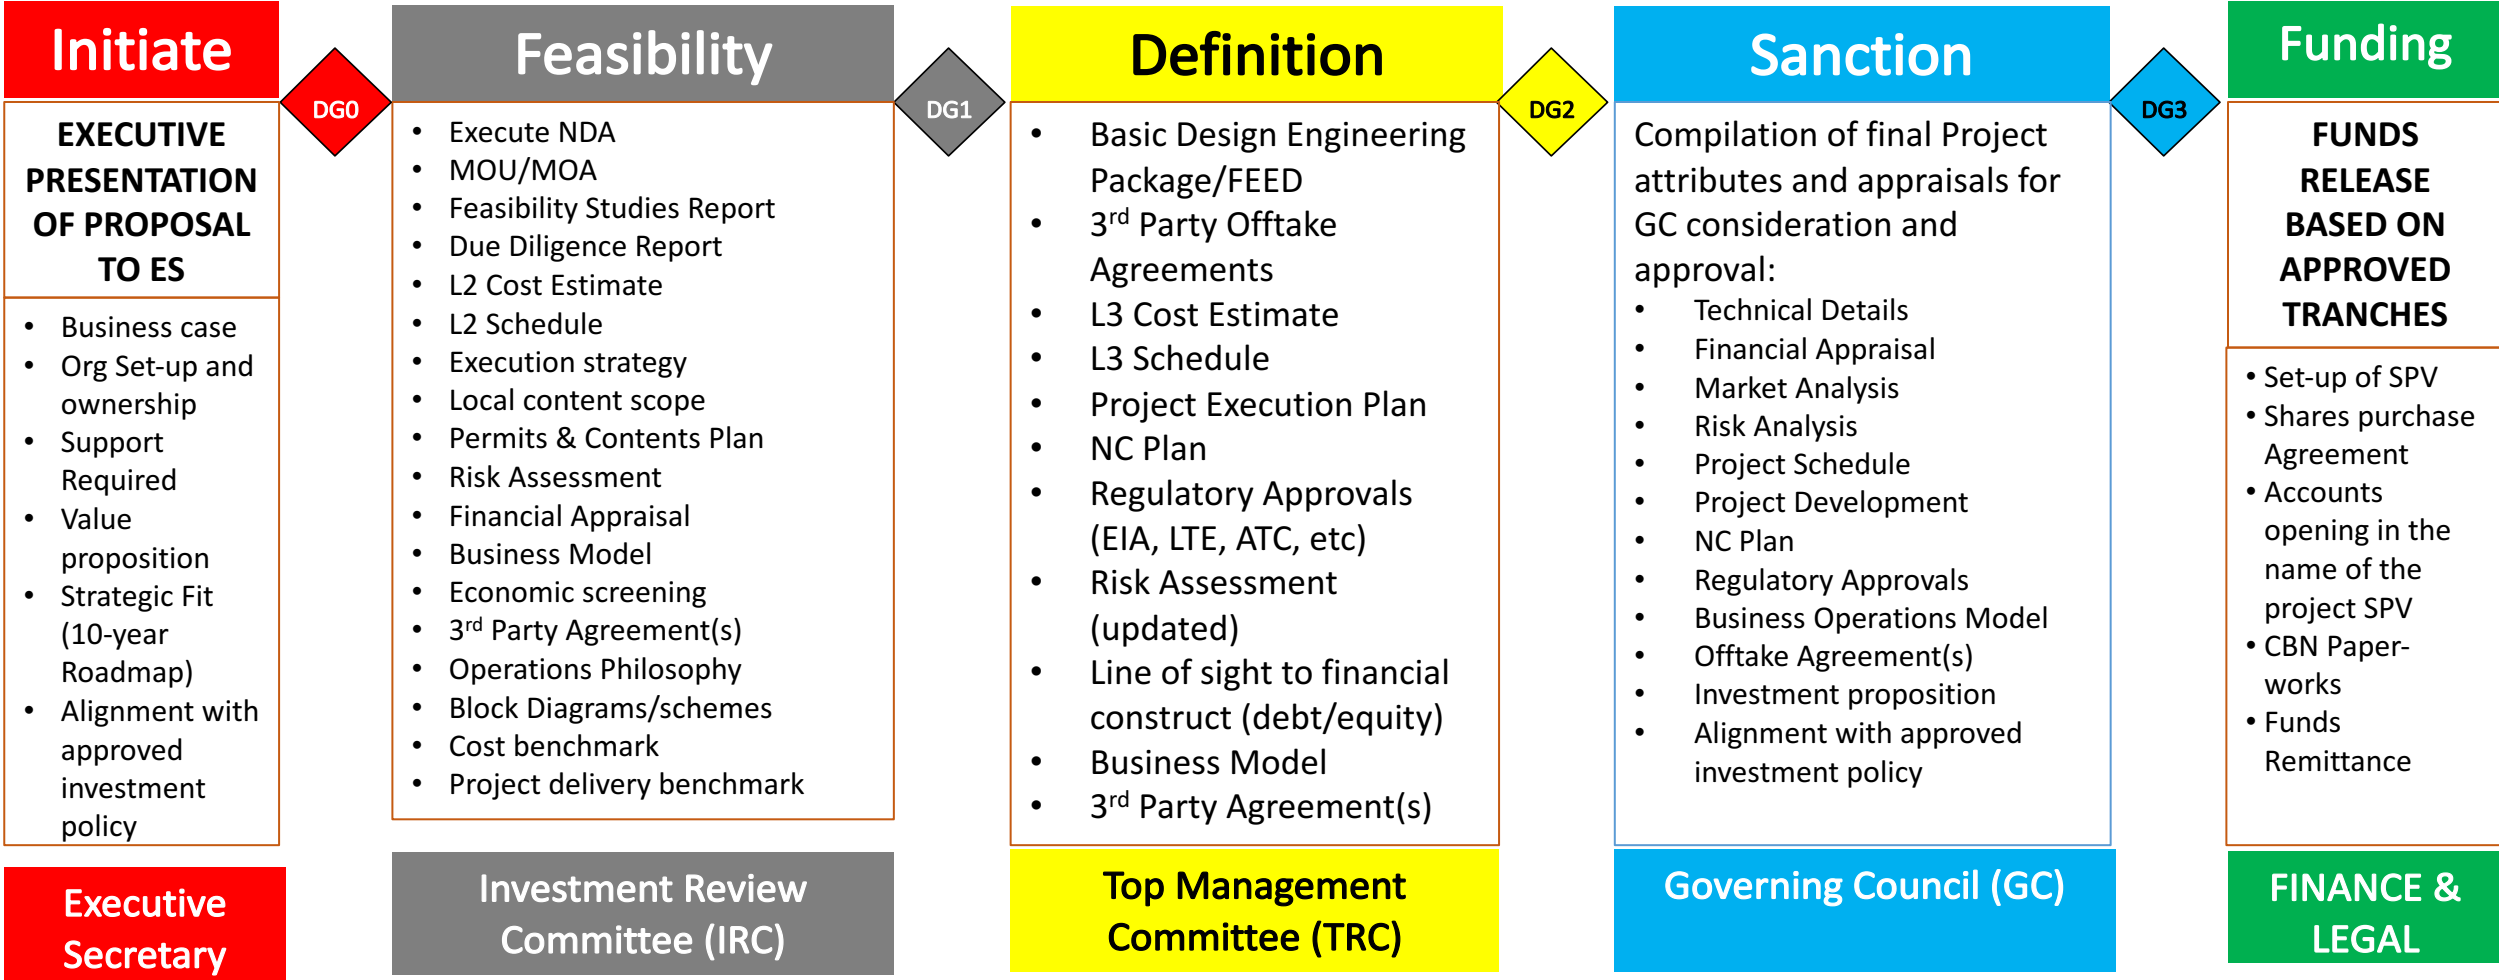 Initiate
EXECUTIVE
PRESENTATION
OF PROPOSAL
TO ES
• Business case
• Org Set-up and
ownership
• Support
Required
• Value
proposition
• Strategic Fit
(10-year
Roadmap)
• Alignment with
approved
investment
policy
Executive
Secretary
DG0
Feasibility
• Execute NDA
• MOU/MOA
• Feasibility Studies Report
• Due Diligence Report
• L2 Cost Estimate
• L2 Schedule
• Execution strategy
• Local content scope
• Permits & Contents Plan
• Risk Assessment
• Financial Appraisal
• Business Model
• Economic screening
• 3rd Party Agreement(s)
• Operations Philosophy
• Block Diagrams/schemes
• Cost benchmark
• Project delivery benchmark
Investment Review
Committee (IRC)
DG1
Definition
• Basic Design Engineering
Package/FEED
• 3rd Party Offtake
Agreements
• L3 Cost Estimate
• L3 Schedule
• Project Execution Plan
• NC Plan
• Regulatory Approvals
(EIA, LTE, ATC, etc)
• Risk Assessment
(updated)
• Line of sight to financial
construct (debt/equity)
• Business Model
• 3rd Party Agreement(s)
Top Management
Committee (TRC)
DG2
Sanction
Compilation of final Project
attributes and appraisals for
GC consideration and
approval:
• Technical Details
• Financial Appraisal
• Market Analysis
• Risk Analysis
• Project Schedule
• Project Development
• NC Plan
• Regulatory Approvals
• Business Operations Model
• Offtake Agreement(s)
• Investment proposition
• Alignment with approved
investment policy
Governing Council (GC)
DG3
Funding
FUNDS
RELEASE
BASED ON
APPROVED
TRANCHES
• Set-up of SPV
• Shares purchase
Agreement
• Accounts
opening in the
name of the
project SPV
• CBN Paper-
works
• Funds
Remittance
FINANCE &
LEGAL